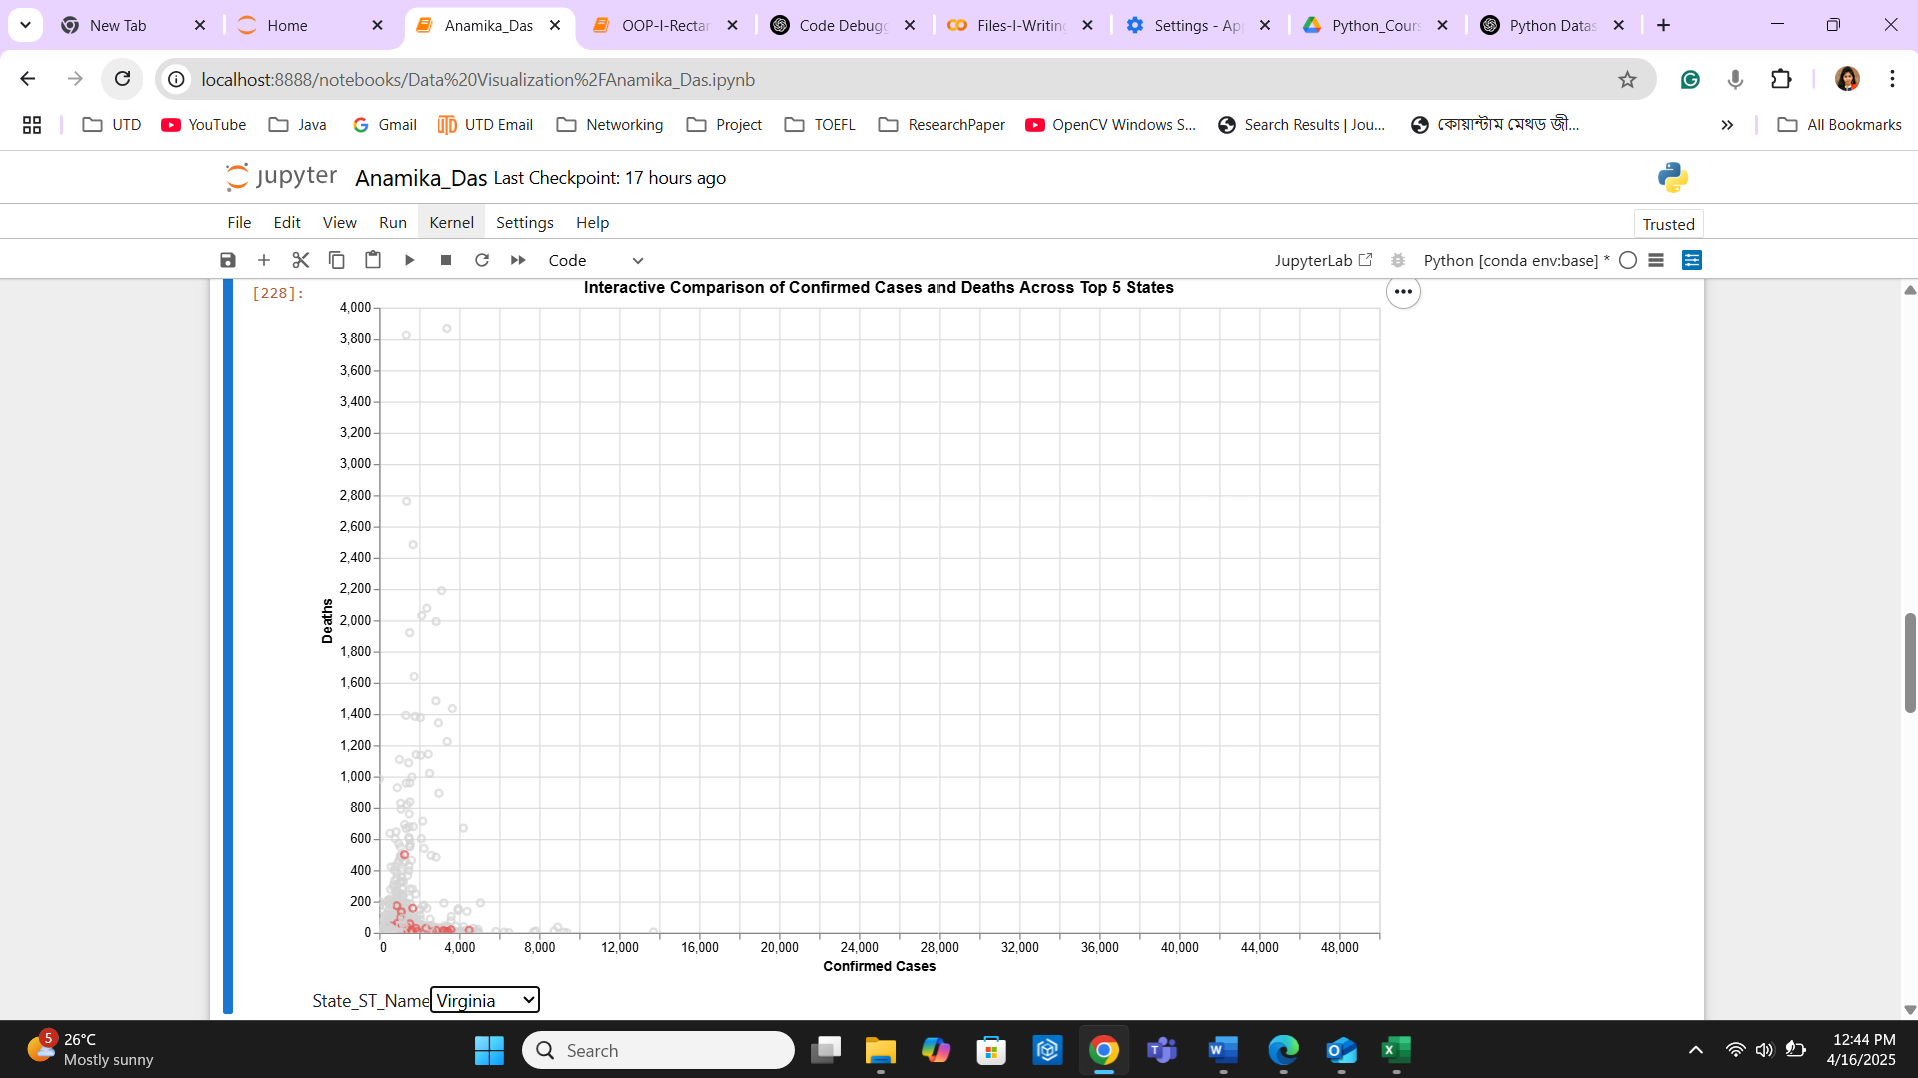 New Tab
Home
Anamika_Das
OOP-I-Rectar
Code Debugg
Files-I-Writing
Settings - Ap
Python_Cours
Python Datas
localhost:8888/notebooks/Data%20Visualization%2FAnamika_Das.ipynb
UTD
YouTube
Java
Gmail
UTD Email
Networking
Project
TOEFL
ResearchPaper
OpenCV Windows S...
Search Results | Jou...
কোয়ান্টাম মেথড জী...
All Bookmarks
jupyter Anamika_Das Last Checkpoint: 17 hours ago
File Edit View Run Kernel Settings Help
Trusted
Code
JupyterLab
Python [conda env:base] *
[228]:
Interactive Comparison of Confirmed Cases and Deaths Across Top 5 States
4,000
3,800
3,600
3,400
3,200
3,000
2,800
2,600
2,400
2,200
2,000
1,800
1,600
1,400
1,200
1,000
800
600
400
200
0
Deaths
0 4,000 8,000 12,000 16,000 20,000 24,000 28,000 32,000 36,000 40,000 44,000 48,000
Confirmed Cases
State_ST_Name Virginia
5
26°C
Mostly sunny
Search
12:44 PM
4/16/2025